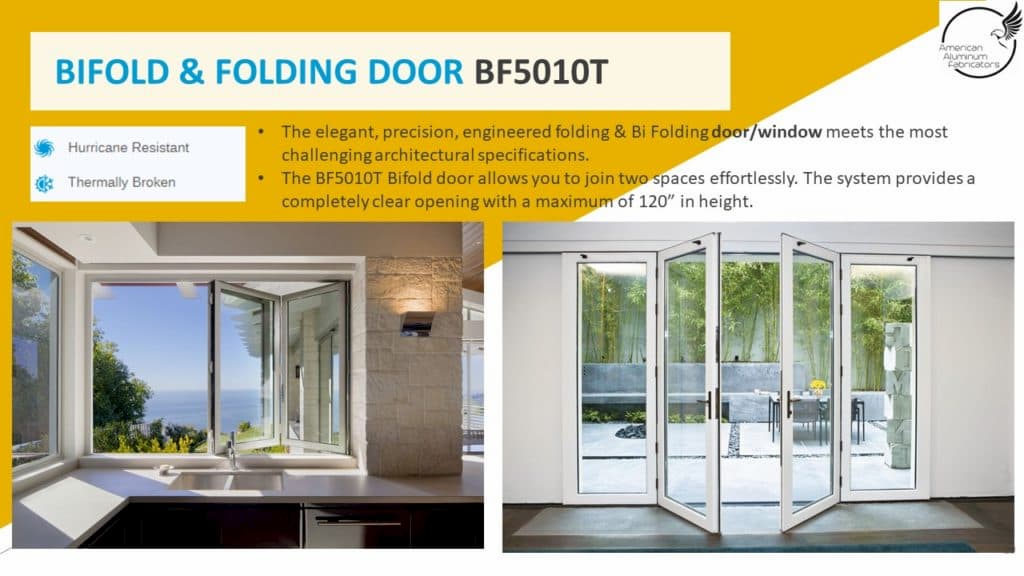 American
Aluminum
Fabricators
BIFOLD & FOLDING DOOR BF5010T
Hurricane Resistant
Thermally Broken
• The elegant, precision, engineered folding & Bi Folding door/window meets the most
challenging architectural specifications.
• The BF5010T Bifold door allows you to join two spaces effortlessly. The system provides a
completely clear opening with a maximum of 120” in height.